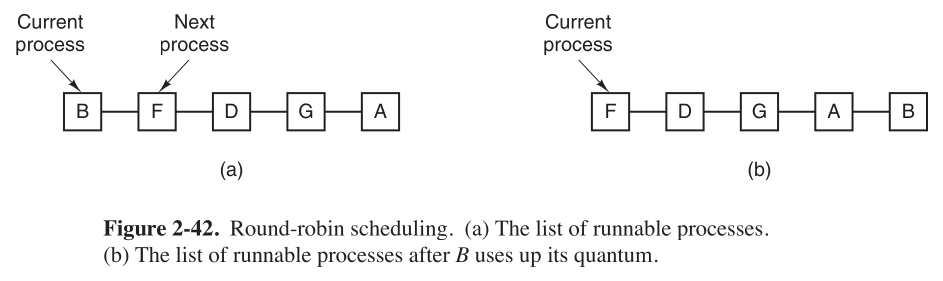 Current
process
Next
process
B F D G A
(a)
Current
process
F D G A B
(b)
Figure 2-42. Round-robin scheduling. (a) The list of runnable processes.
(b) The list of runnable processes after B uses up its quantum.